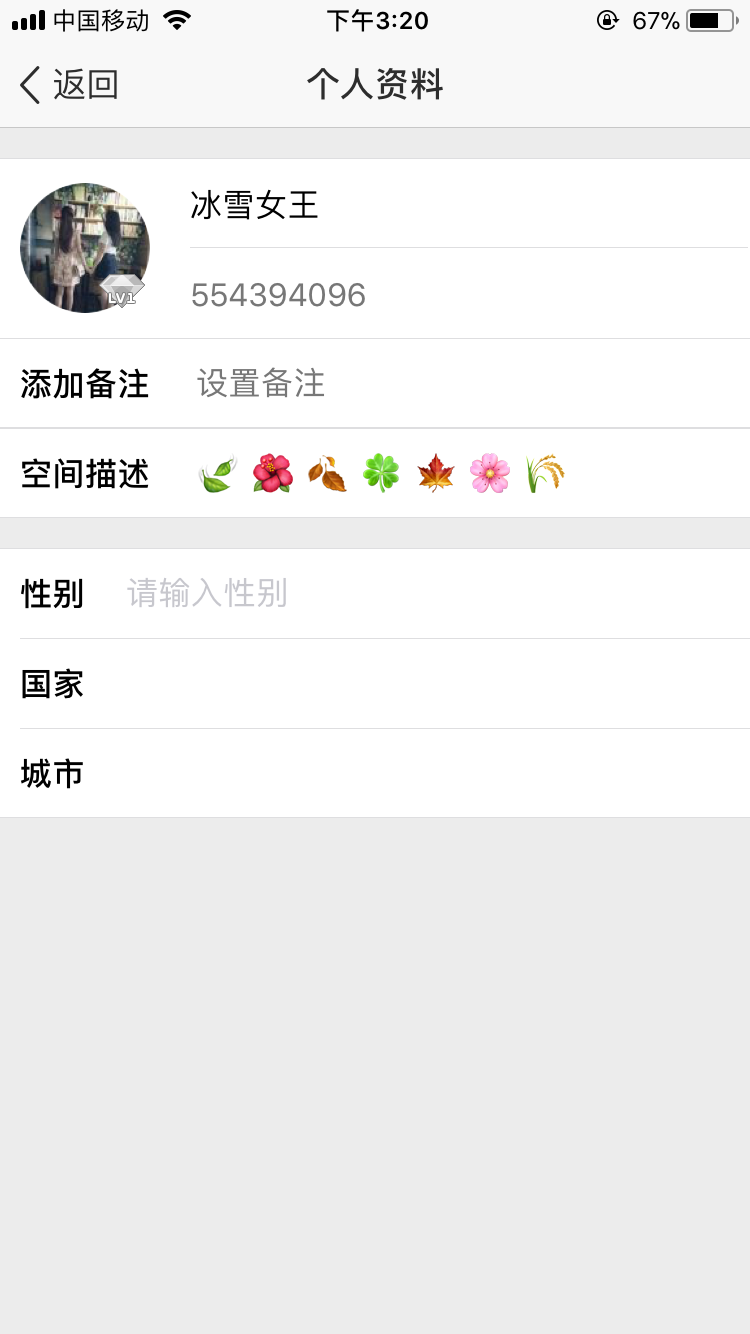 中国移动 下午3:20 67%
返回 个人资料
冰雪女王
LV1
554394096
添加备注 设置备注
空间描述 🍃🌺🍂🍀🍁🌸🌾
性别 请输入性别
国家
城市